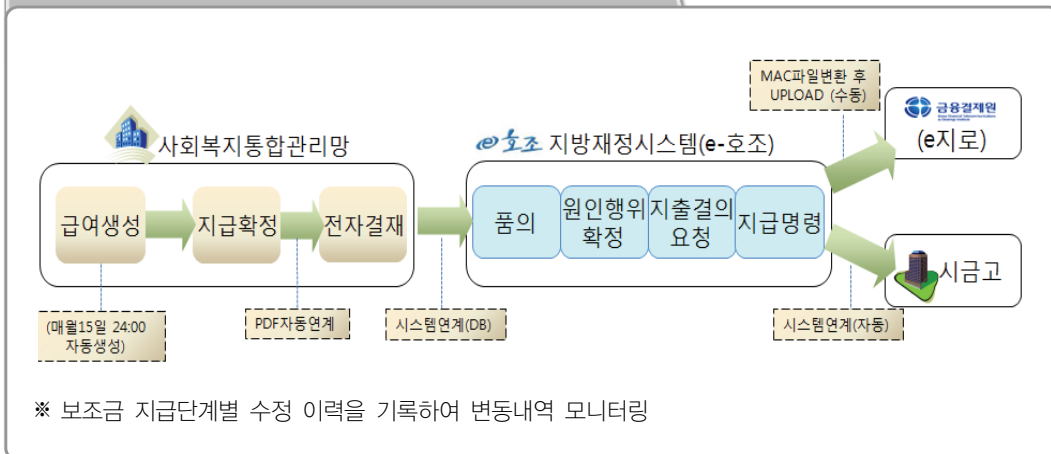 MAC파일변환 후
UPLOAD (수동)
금융결제원
(e지로)
사회복지통합관리망
e호조 지방재정시스템(e-호조)
급여생성
지급확정
전자결재
품의
원인행위
확정
지출결의
요청
지급명령
시금고
(매월15일 24:00
자동생성)
PDF자동연계
시스템연계(DB)
시스템연계(자동)
※ 보조금 지급단계별 수정 이력을 기록하여 변동내역 모니터링